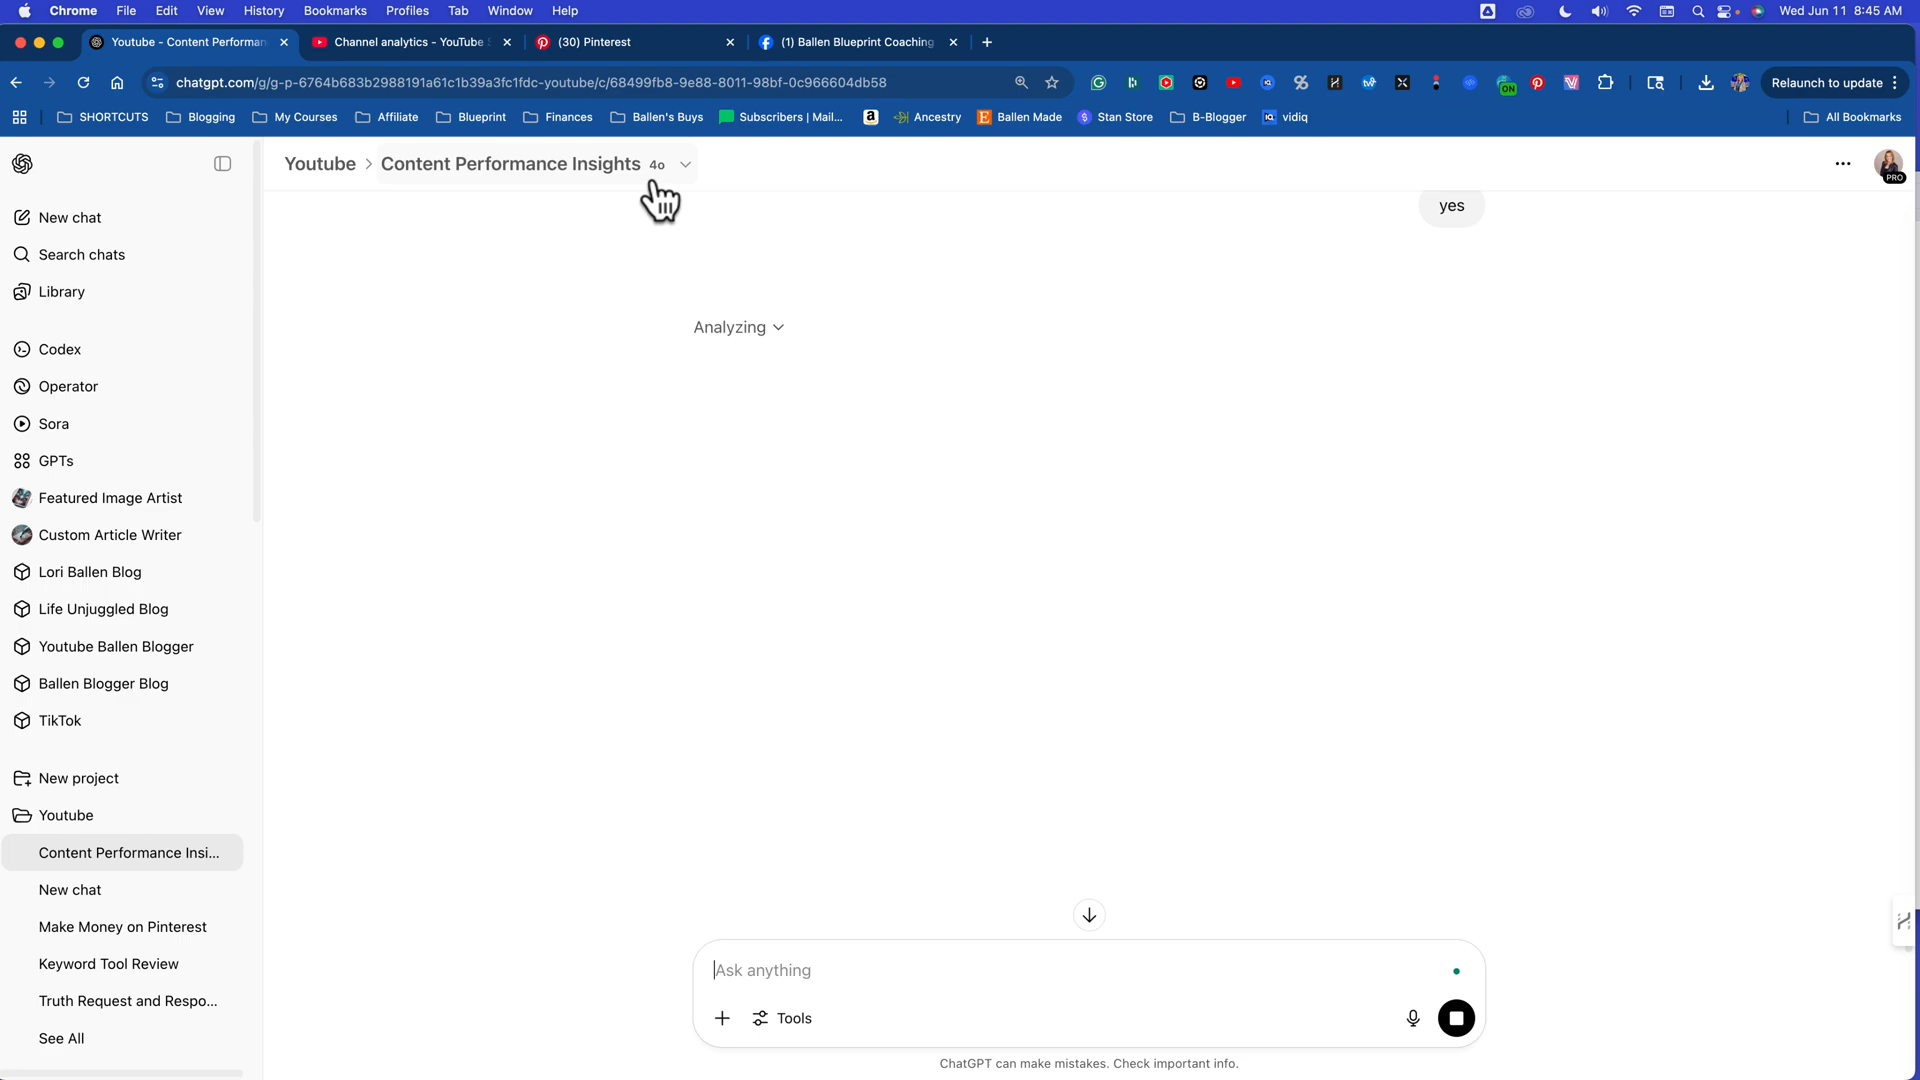 Chrome File Edit View History Bookmarks Profiles Tab Window Help
Wed Jun 11 8:45 AM
Youtube - Content Performan
Channel analytics - YouTube S
(30) Pinterest
(1) Ballen Blueprint Coaching
chatgpt.com/g/g-p-6764b683b2988191a61c1b39a3fc1fdc-youtube/c/68499fb8-9e88-8011-98bf-0c966604db58
ON
Relaunch to update
SHORTCUTS Blogging My Courses Affiliate Blueprint Finances Ballen's Buys Subscribers | Mail... Ancestry Ballen Made Stan Store B-Blogger vidiq All Bookmarks
Youtube > Content Performance Insights 4o
PRO
New chat
Search chats
Library
Codex
Operator
Sora
GPTs
Featured Image Artist
Custom Article Writer
Lori Ballen Blog
Life Unjuggled Blog
Youtube Ballen Blogger
Ballen Blogger Blog
TikTok
New project
Youtube
Content Performance Insi...
New chat
Make Money on Pinterest
Keyword Tool Review
Truth Request and Respo...
See All
yes
Analyzing
Ask anything
Tools
ChatGPT can make mistakes. Check important info.